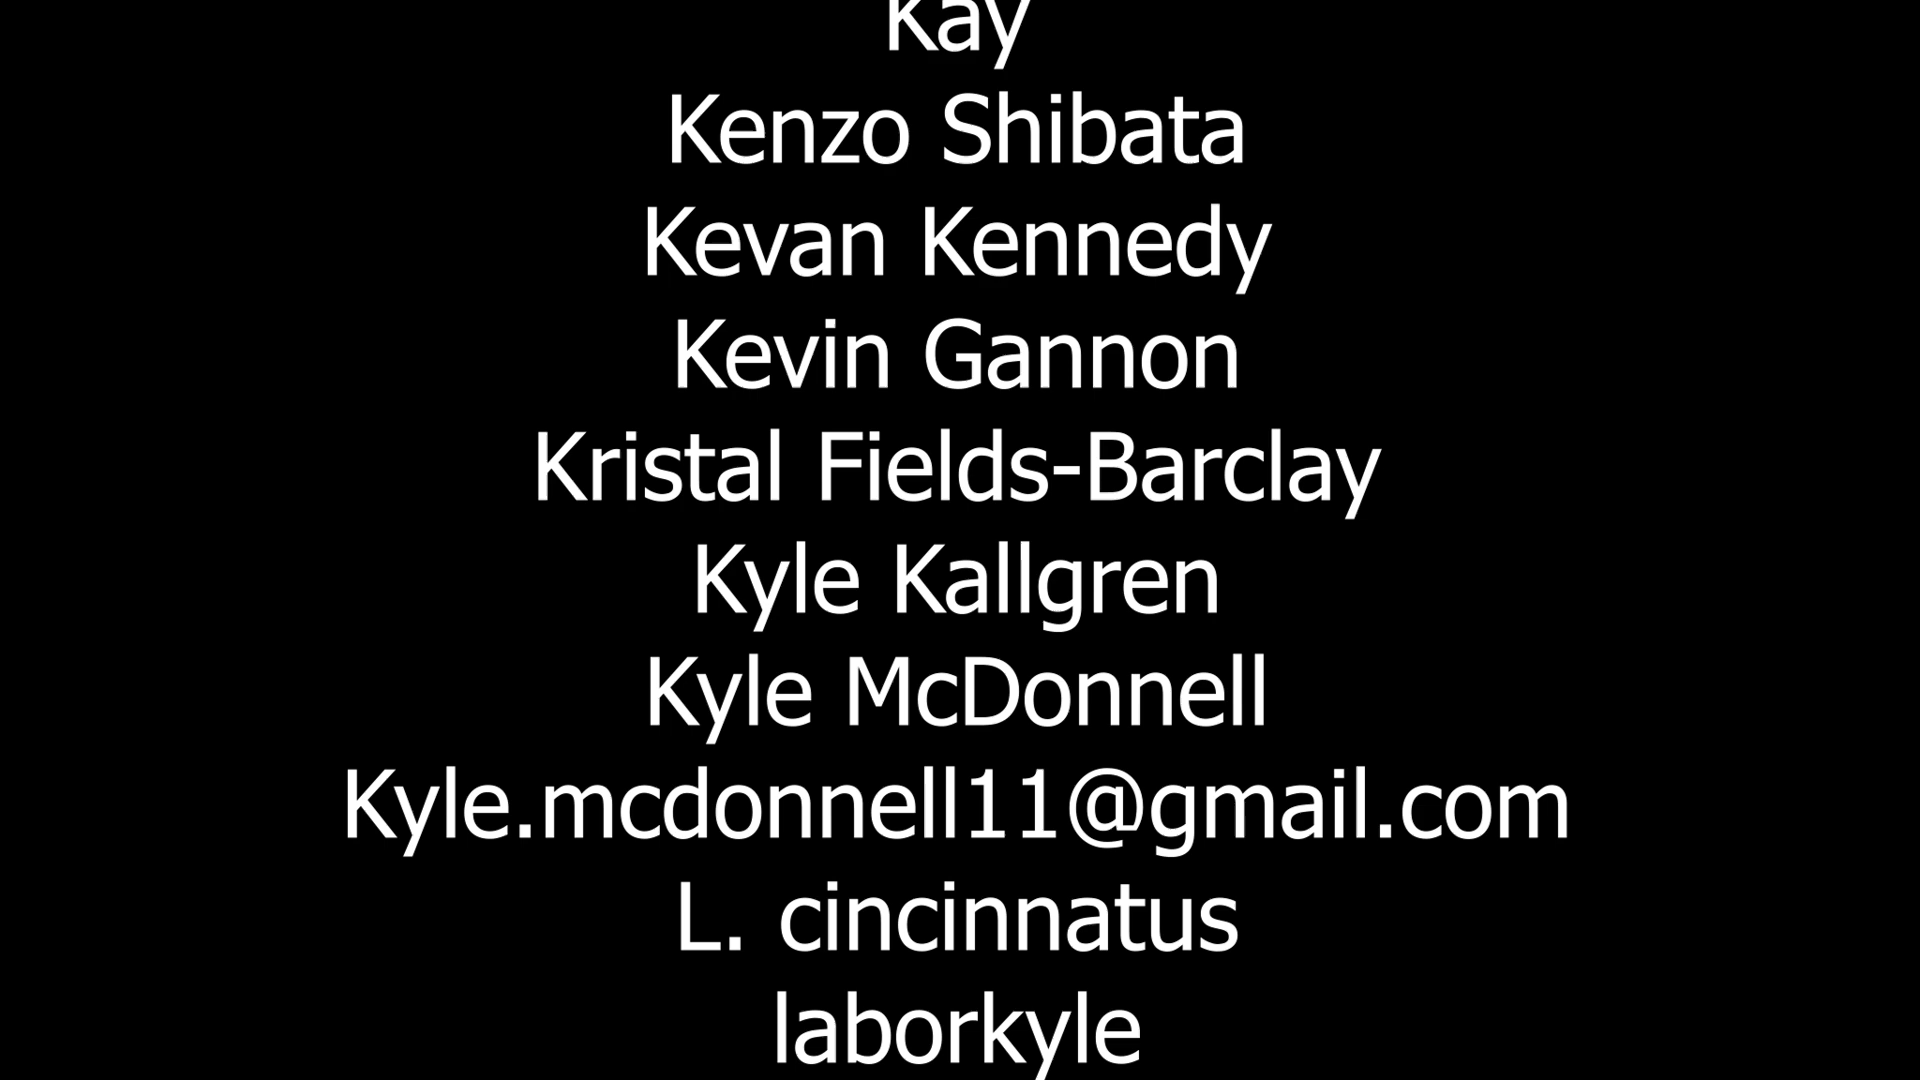 Kay
Kenzo Shibata
Kevan Kennedy
Kevin Gannon
Kristal Fields-Barclay
Kyle Kallgren
Kyle McDonnell
Kyle.mcdonnell11@gmail.com
L. cincinnatus
laborkyle